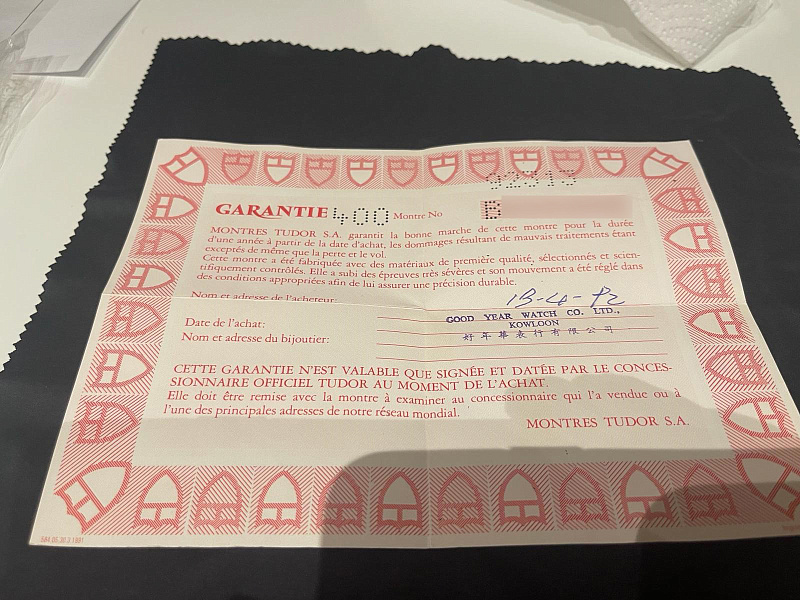 92313
GARANTIE 400 Montre No B
MONTRES TUDOR S.A. garantit la bonne marche de cette montre pour la durée
d'une année à partir de la date d'achat, les dommages résultant de mauvais traitements étant
exceptés de même que la perte et le vol.
Cette montre a été fabriquée avec des matériaux de première qualité, sélectionnés et scien-
tifiquement contrôlés. Elle a subi des épreuves très sévères et son mouvement a été réglé dans
des conditions appropriées afin de lui assurer une précision durable.
Nom et adresse de l'acheteur:
Date de l'achat:
GOOD YEAR WATCH CO. LTD.,
KOWLOON
Nom et adresse du bijoutier:
好年華表行有限公司
CETTE GARANTIE N'EST VALABLE QUE SIGNÉE ET DATÉE PAR LE CONCES-
SIONNAIRE OFFICIEL TUDOR AU MOMENT DE L'ACHAT.
Elle doit être remise avec la montre à examiner au concessionnaire qui l'a vendue ou à
l'une des principales adresses de notre réseau mondial.
MONTRES TUDOR S.A.